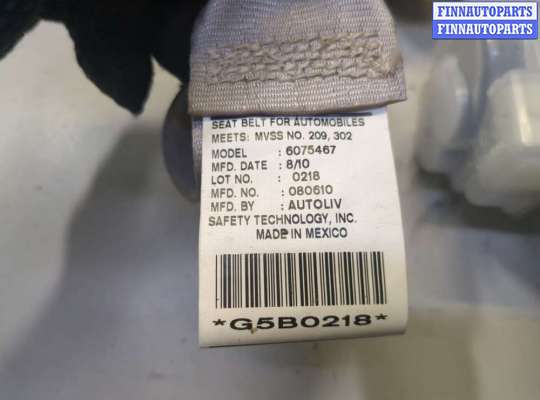 FINNAUTOPARTS
FINNAUTOPARTS
SEAT BELT FOR AUTOMOBILES
MEETS: MVSS NO. 209, 302
MODEL : 6075467
MFD. DATE : 8/10
LOT NO. : 0218
MFD. NO. : 080610
MFD. BY : AUTOLIV
SAFETY TECHNOLOGY, INC.
MADE IN MEXICO
*G5B0218*